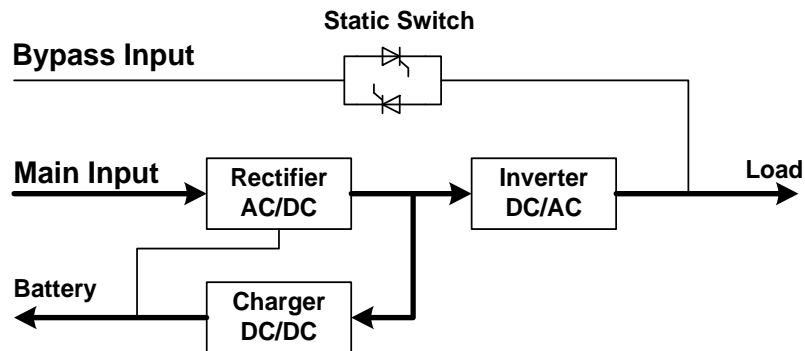 Static Switch
Bypass Input
Main Input
Rectifier
AC/DC
Inverter
DC/AC
Load
Battery
Charger
DC/DC